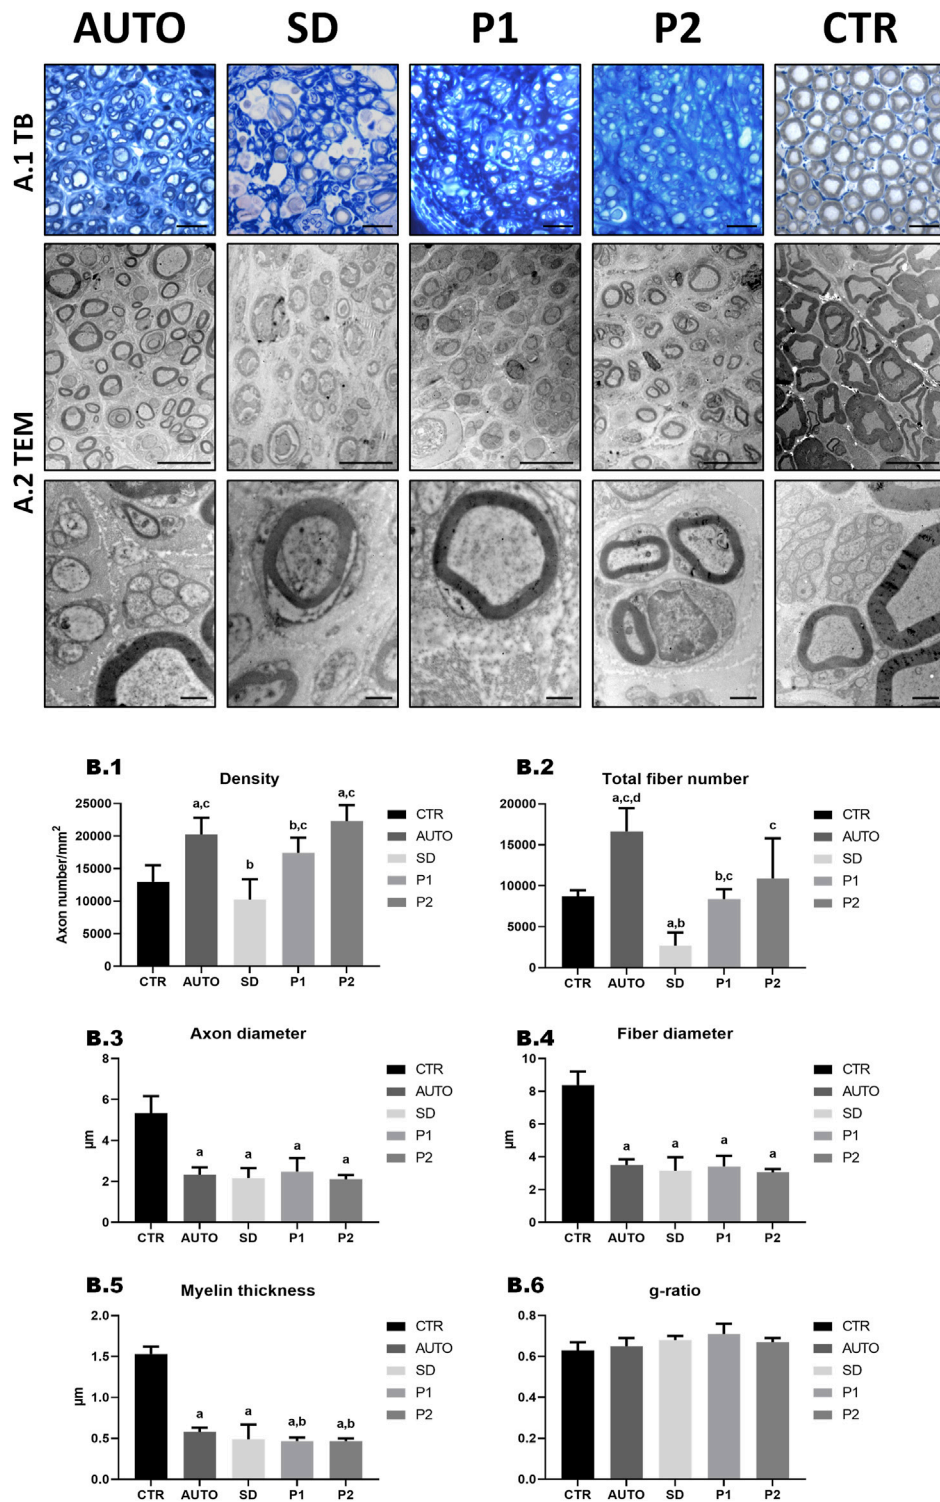 AUTO SD P1 P2 CTR
A.1 TB
A.2 TEM
B.1
Density
Axon number/mm²
25000
20000
15000
10000
5000
0
a,c
b
b,c
a,c
CTR AUTO SD P1 P2
CTR
AUTO
SD
P1
P2
B.2
Total fiber number
20000
15000
10000
5000
0
a,c,d
a,b
b,c
c
CTR AUTO SD P1 P2
CTR
AUTO
SD
P1
P2
B.3
Axon diameter
µm
8
6
4
2
0
a
a
a
a
CTR AUTO SD P1 P2
CTR
AUTO
SD
P1
P2
B.4
Fiber diameter
µm
10
8
6
4
2
0
a
a
a
a
CTR AUTO SD P1 P2
CTR
AUTO
SD
P1
P2
B.5
Myelin thickness
µm
2.0
1.5
1.0
0.5
0.0
a
a
a,b
a,b
CTR AUTO SD P1 P2
CTR
AUTO
SD
P1
P2
B.6
g-ratio
0.8
0.6
0.4
0.2
0.0
CTR AUTO SD P1 P2
CTR
AUTO
SD
P1
P2